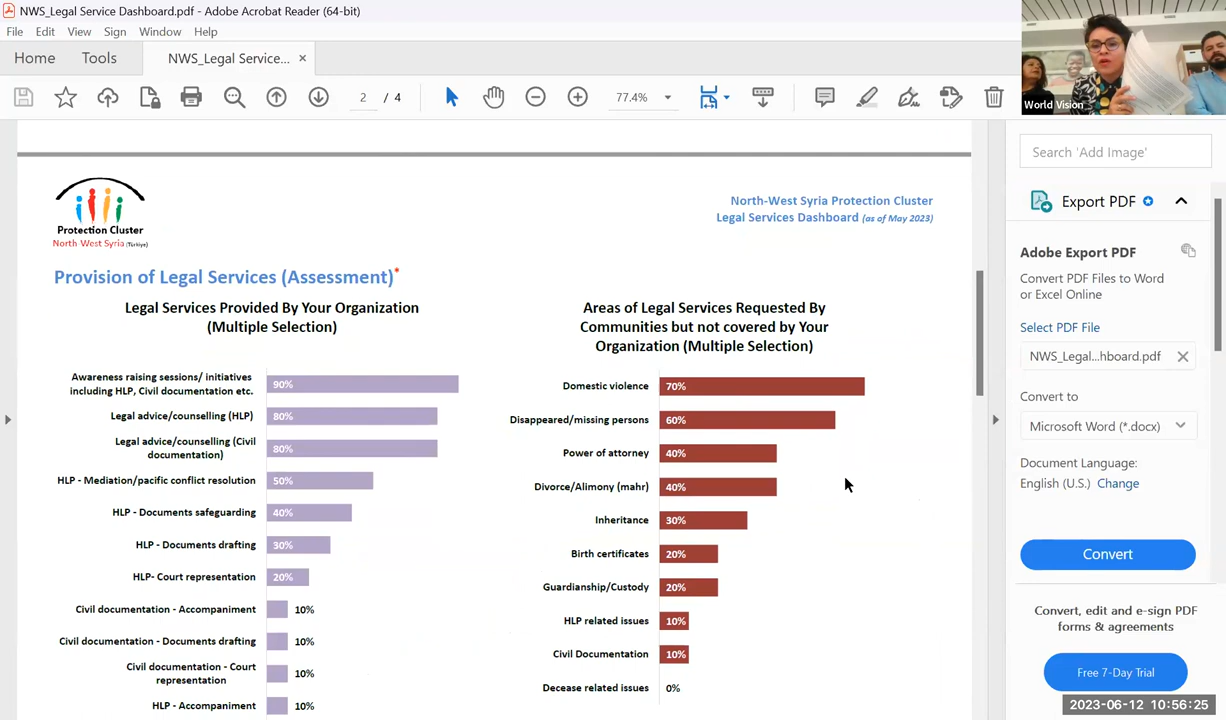 NWS_Legal Service Dashboard.pdf - Adobe Acrobat Reader (64-bit)
File Edit View Sign Window Help
Home Tools NWS_Legal Service... ×
2 / 4 77.4%
World Vision
Protection Cluster
North-West Syria (Türkiye)
North-West Syria Protection Cluster
Legal Services Dashboard (as of May 2023)
Provision of Legal Services (Assessment)*
Legal Services Provided By Your Organization
(Multiple Selection)
Awareness raising sessions/ initiatives
including HLP, Civil documentation etc.
90%
Legal advice/counselling (HLP) 80%
Legal advice/counselling (Civil
documentation)
80%
HLP - Mediation/pacific conflict resolution 50%
HLP - Documents safeguarding 40%
HLP - Documents drafting 30%
HLP- Court representation 20%
Civil documentation - Accompaniment 10%
Civil documentation - Documents drafting 10%
Civil documentation - Court
representation
10%
HLP - Accompaniment 10%
Areas of Legal Services Requested By
Communities but not covered by Your
Organization (Multiple Selection)
Domestic violence 70%
Disappeared/missing persons 60%
Power of attorney 40%
Divorce/Alimony (mahr) 40%
Inheritance 30%
Birth certificates 20%
Guardianship/Custody 20%
HLP related issues 10%
Civil Documentation 10%
Decease related issues 0%
Search 'Add Image'
Export PDF
Adobe Export PDF
Convert PDF Files to Word
or Excel Online
Select PDF File
NWS_Legal...hboard.pdf
Convert to
Microsoft Word (*.docx)
Document Language:
English (U.S.) Change
Convert
Convert, edit and e-sign PDF
forms & agreements
Free 7-Day Trial
2023-06-12 10:56:25